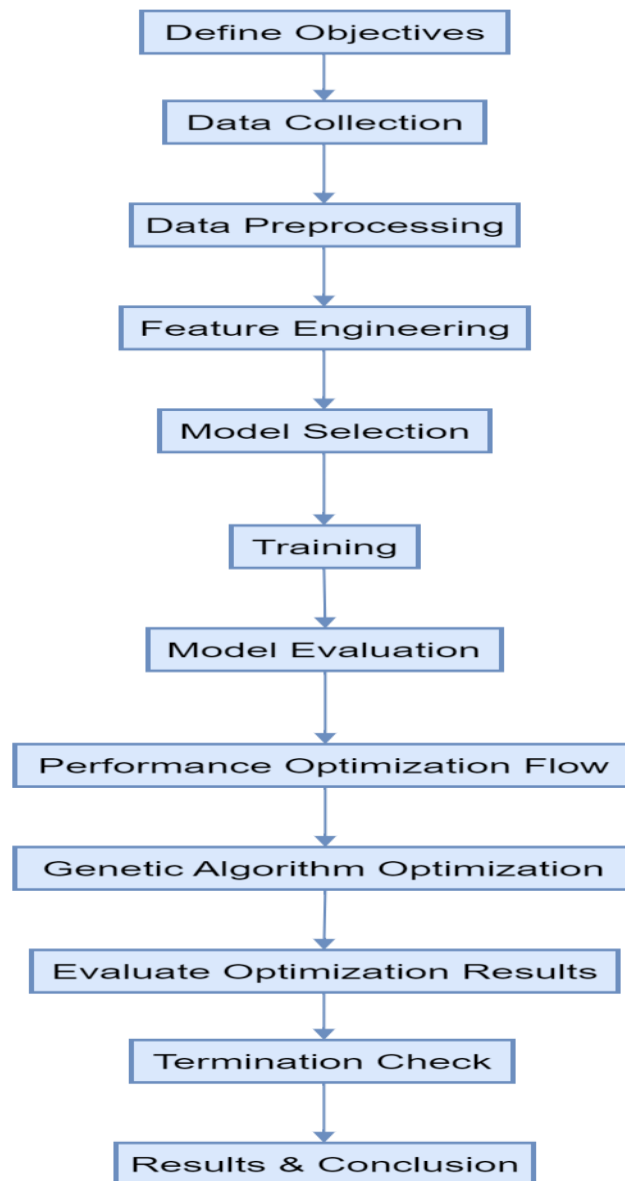 Define Objectives
Data Collection
Data Preprocessing
Feature Engineering
Model Selection
Training
Model Evaluation
Performance Optimization Flow
Genetic Algorithm Optimization
Evaluate Optimization Results
Termination Check
Results & Conclusion